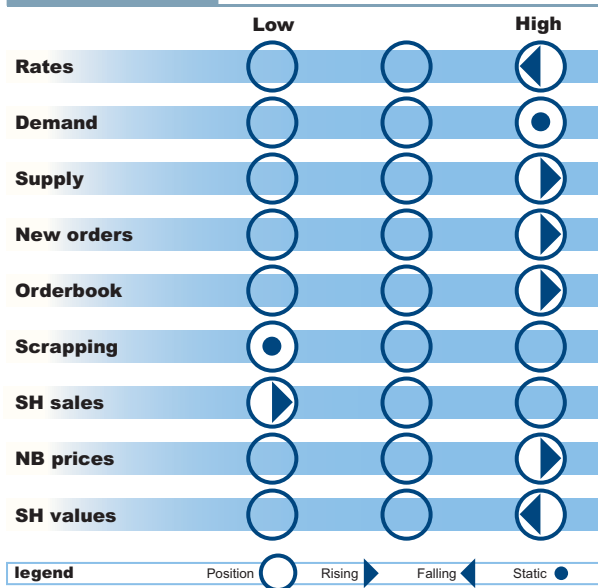 Low High
Rates
Demand
Supply
New orders
Orderbook
Scrapping
SH sales
NB prices
SH values
legend Position Rising Falling Static